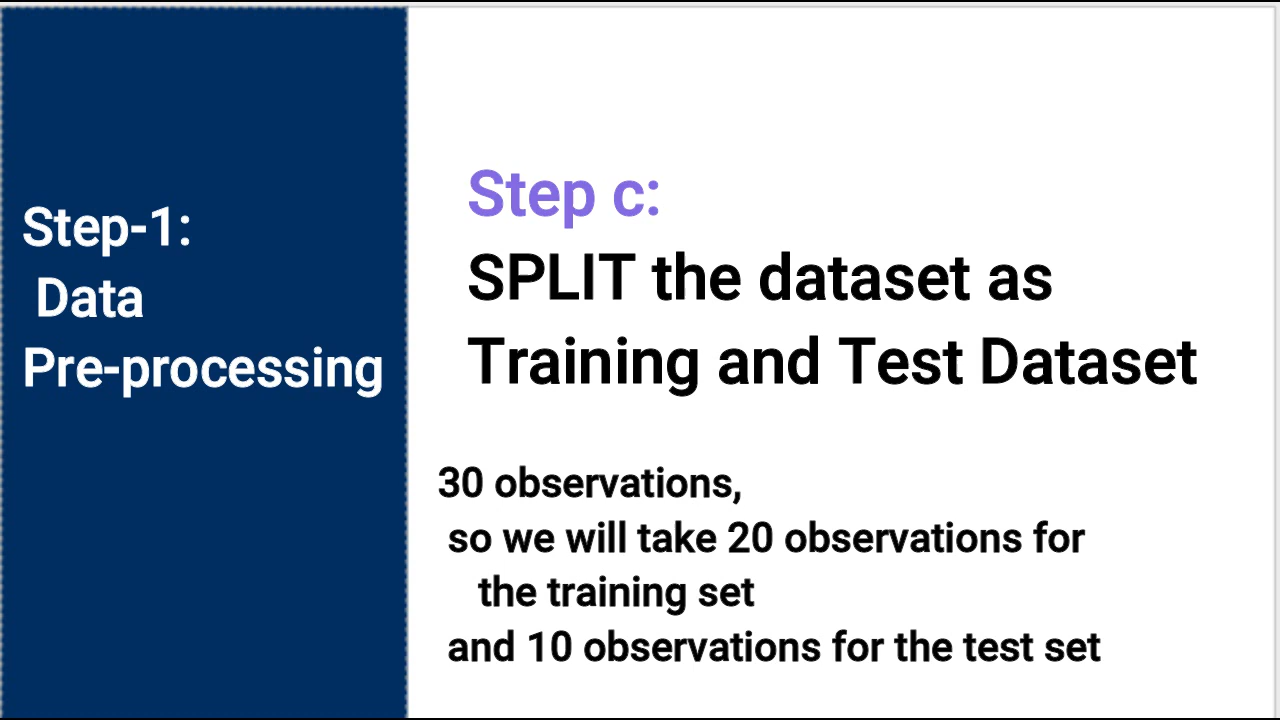 Step-1:
Data
Pre-processing
Step c:
SPLIT the dataset as
Training and Test Dataset
30 observations,
so we will take 20 observations for
the training set
and 10 observations for the test set